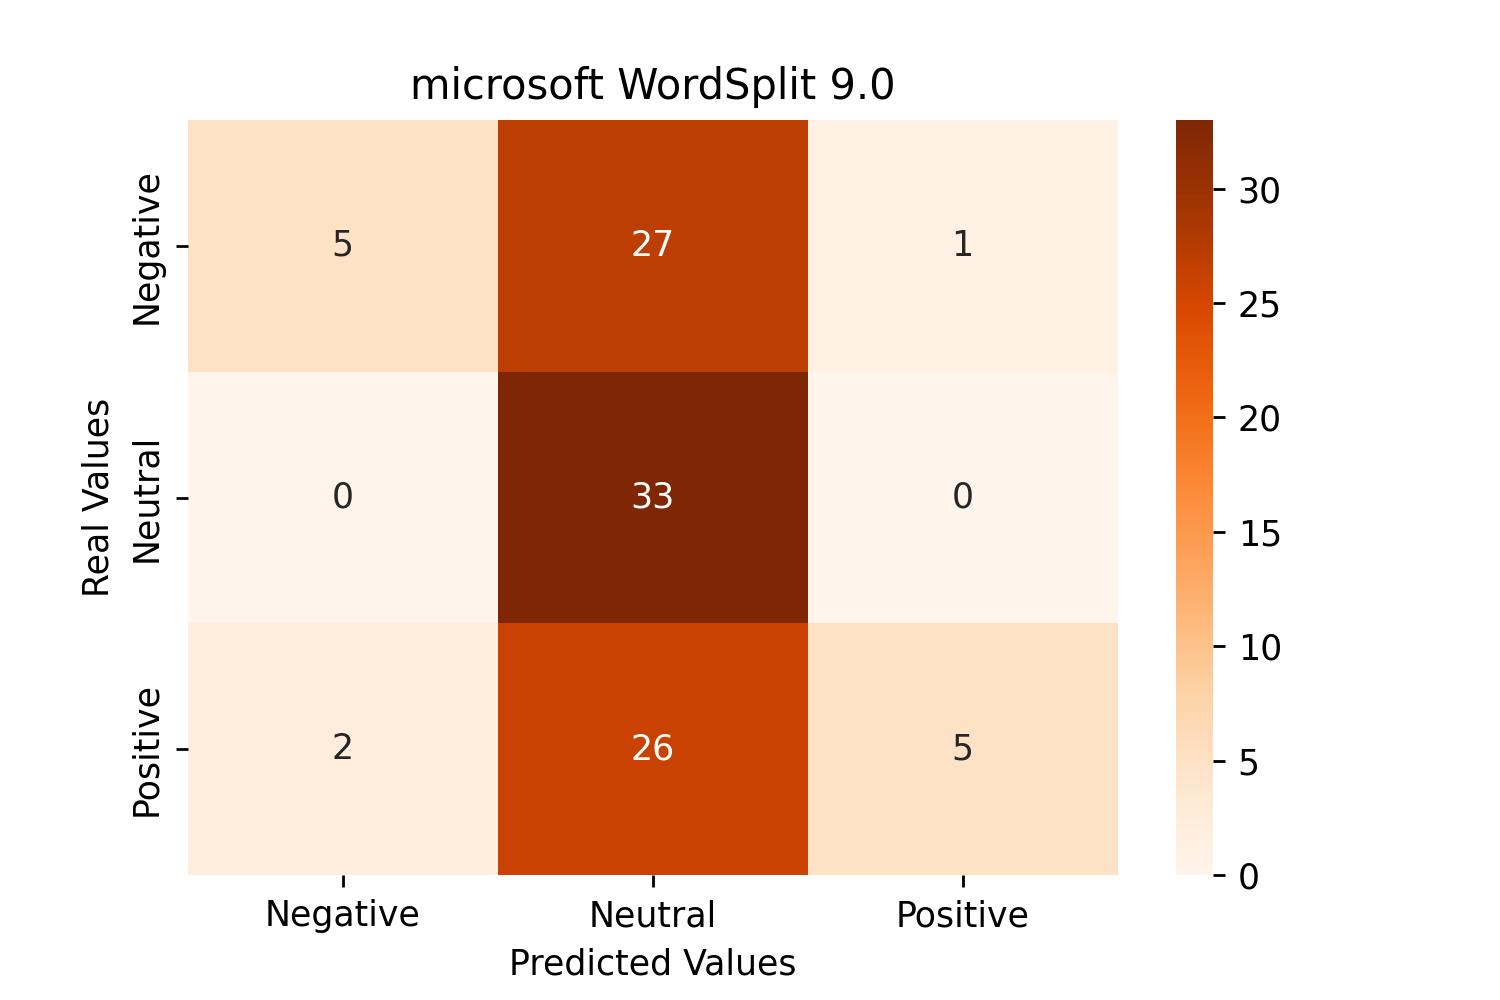 microsoft WordSplit 9.0
Real Values
Negative
5 27 1
Neutral
0 33 0
Positive
2 26 5
Negative Neutral Positive
Predicted Values
30
25
20
15
10
5
0